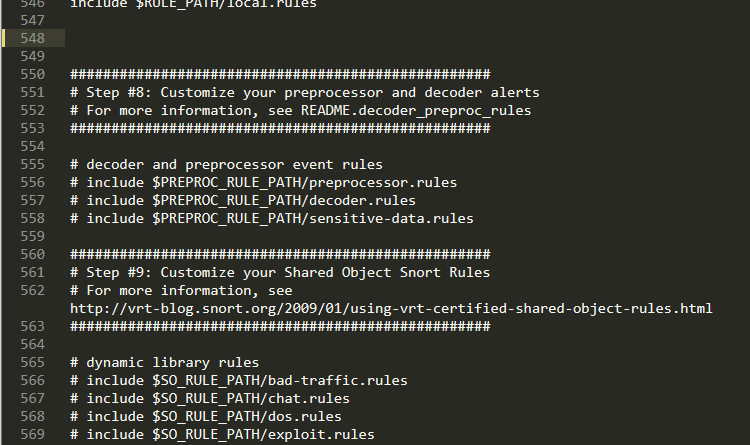 546 include $RULE_PATH/local.rules
547
548
549
550 ###################################################
551 # Step #8: Customize your preprocessor and decoder alerts
552 # For more information, see README.decoder_preproc_rules
553 ###################################################
554
555 # decoder and preprocessor event rules
556 # include $PREPROC_RULE_PATH/preprocessor.rules
557 # include $PREPROC_RULE_PATH/decoder.rules
558 # include $PREPROC_RULE_PATH/sensitive-data.rules
559
560 ###################################################
561 # Step #9: Customize your Shared Object Snort Rules
562 # For more information, see
http://vrt-blog.snort.org/2009/01/using-vrt-certified-shared-object-rules.html
563 ###################################################
564
565 # dynamic library rules
566 # include $SO_RULE_PATH/bad-traffic.rules
567 # include $SO_RULE_PATH/chat.rules
568 # include $SO_RULE_PATH/dos.rules
569 # include $SO_RULE_PATH/exploit.rules